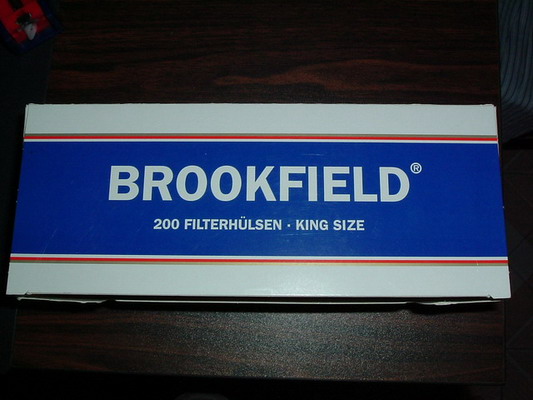 BROOKFIELD®
200 FILTERHÜLSEN · KING SIZE